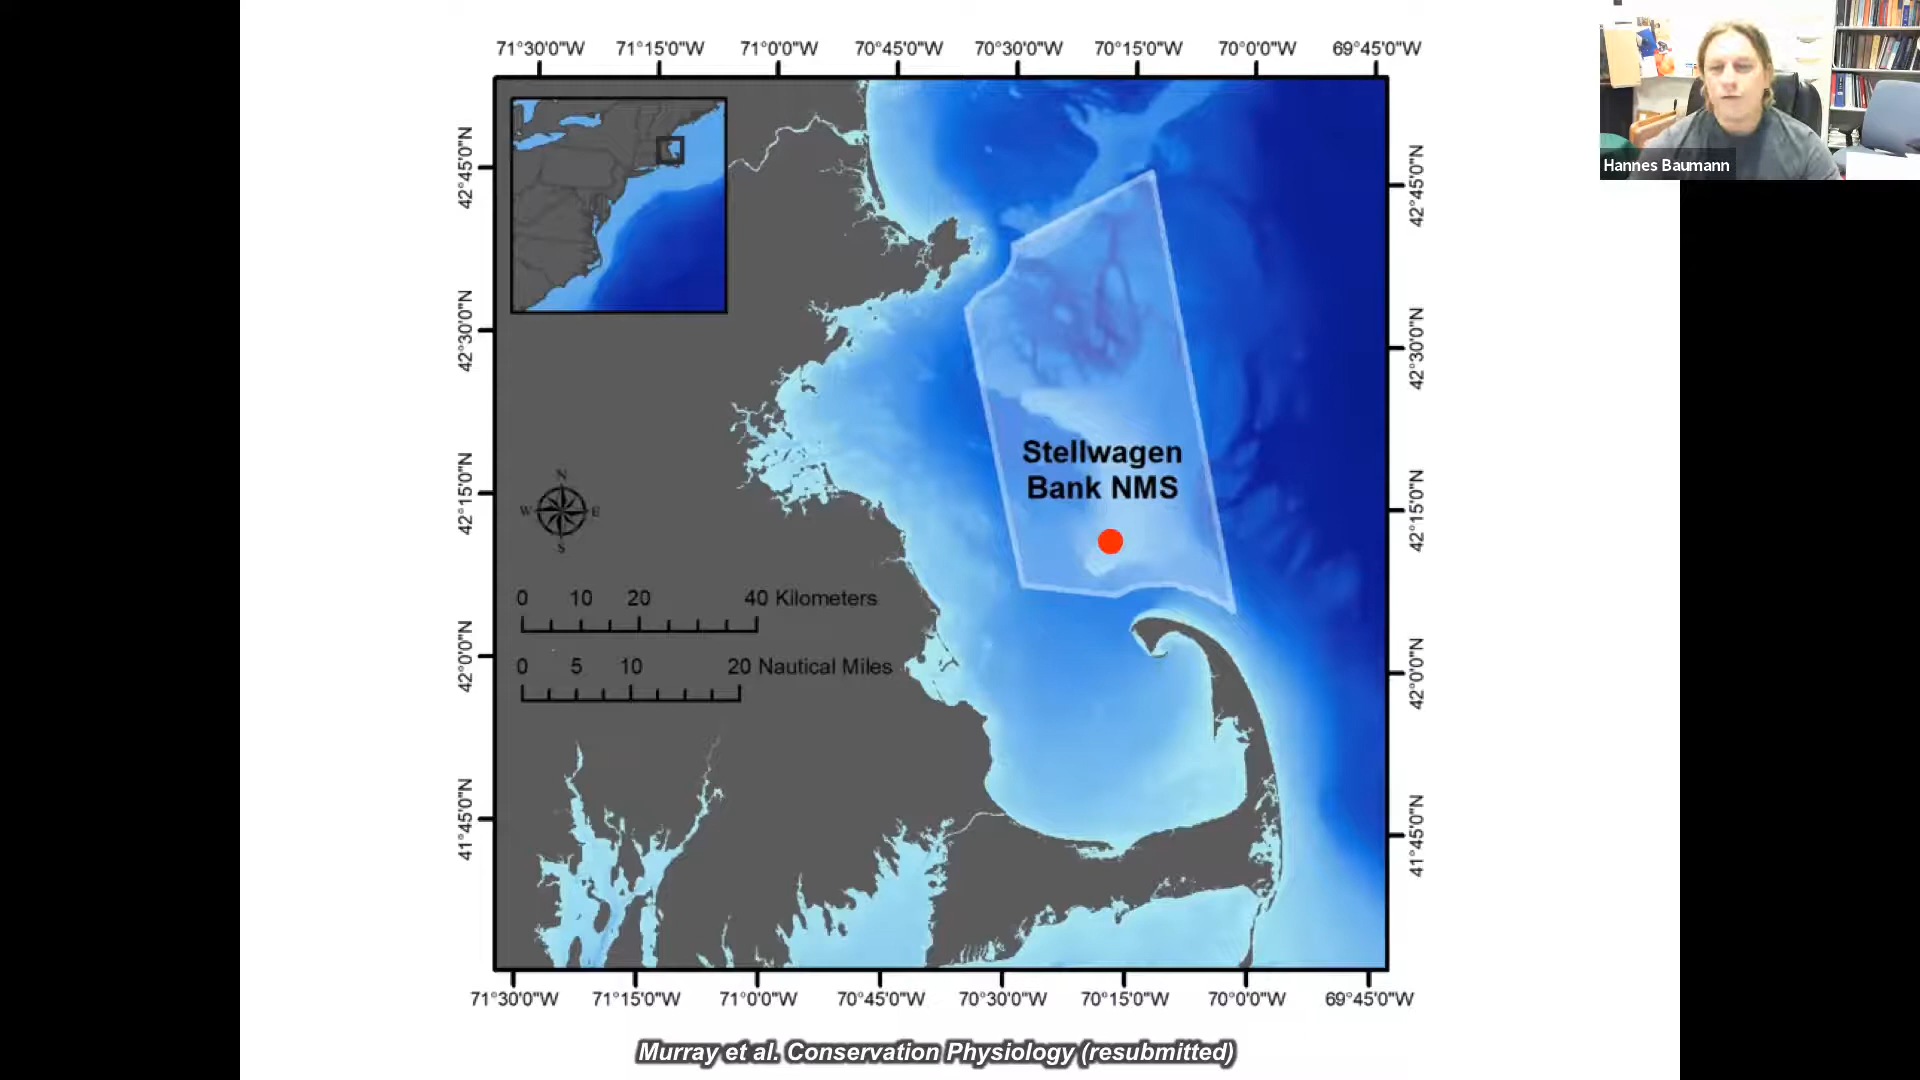 71°30'0"W 71°15'0"W 71°0'0"W 70°45'0"W 70°30'0"W 70°15'0"W 70°0'0"W 69°45'0"W
Hannes Baumann
42°45'0"N
42°45'0"N
42°30'0"N
42°30'0"N
Stellwagen
Bank NMS
42°15'0"N
42°15'0"N
N
W E
S
0 10 20 40 Kilometers
0 5 10 20 Nautical Miles
42°0'0"N
42°0'0"N
41°45'0"N
41°45'0"N
71°30'0"W 71°15'0"W 71°0'0"W 70°45'0"W 70°30'0"W 70°15'0"W 70°0'0"W 69°45'0"W
Murray et al. Conservation Physiology (resubmitted)